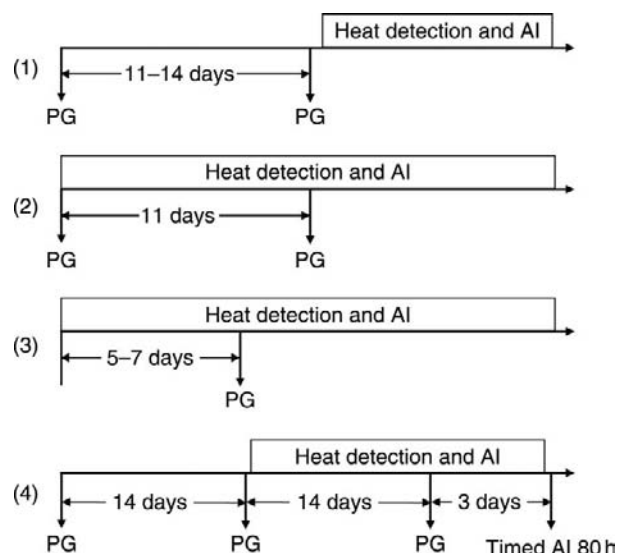 Heat detection and AI
(1)
11–14 days
PG PG
Heat detection and AI
(2)
11 days
PG PG
Heat detection and AI
(3)
5–7 days
PG
Heat detection and AI
(4)
14 days 14 days 3 days
PG PG PG Timed AI 80 h